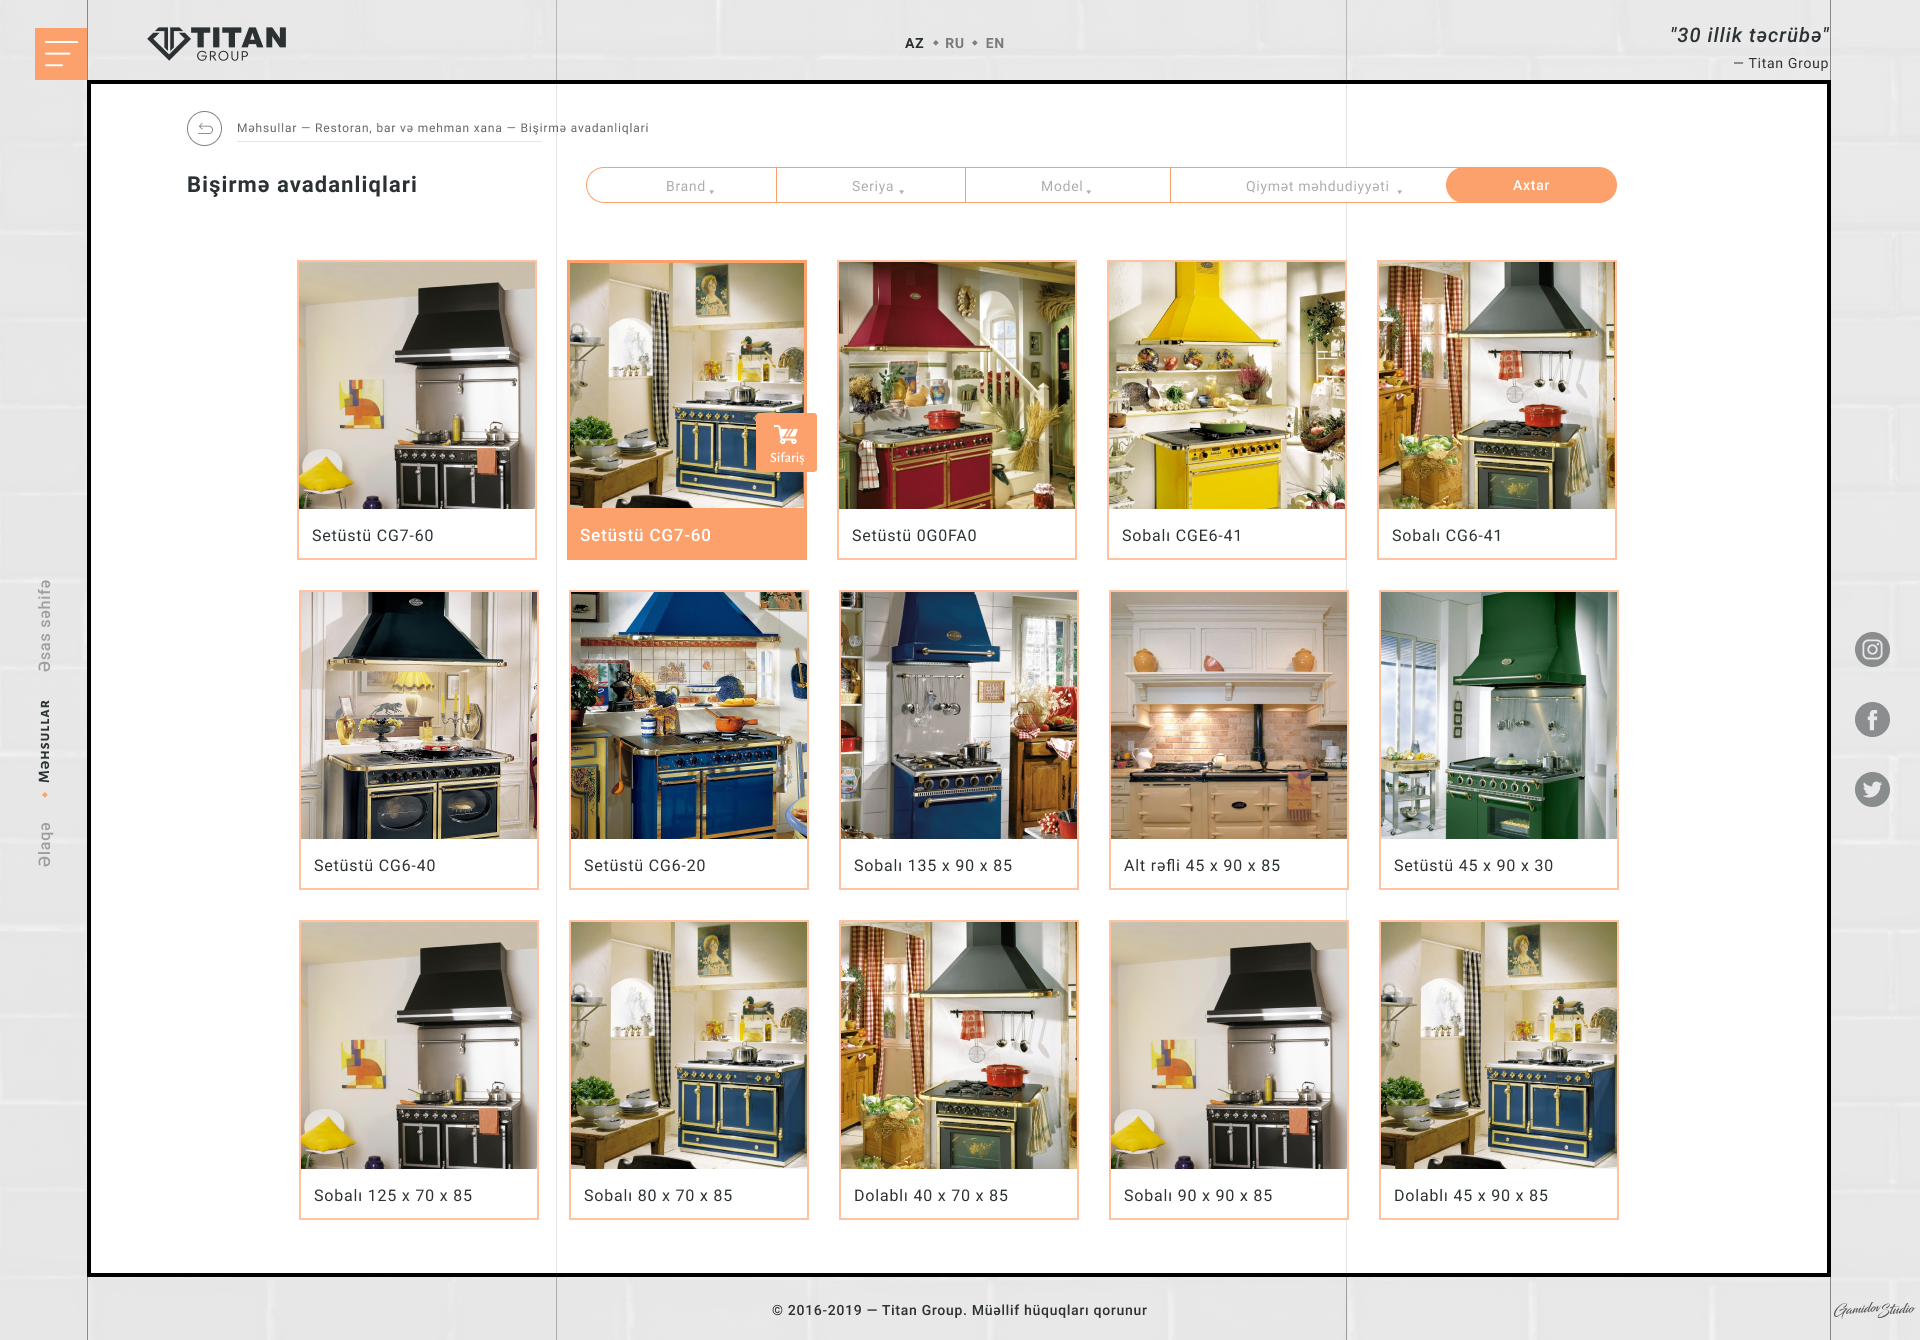 TITAN
GROUP
AZ RU EN
"30 illik təcrübə"
— Titan Group
Məhsullar — Restoran, bar və mehman xana — Bişirmə avadanliqlari
Bişirmə avadanliqlari
Brand
Seriya
Model
Qiymət məhdudiyyəti
Axtar
Sifariş
Setüstü CG7-60
Setüstü CG7-60
Setüstü 0G0FA0
Sobalı CGE6-41
Sobalı CG6-41
Əsas səhifə
Məhsullar
Əlaqə
Setüstü CG6-40
Setüstü CG6-20
Sobalı 135 x 90 x 85
Alt rəfli 45 x 90 x 85
Setüstü 45 x 90 x 30
Sobalı 125 x 70 x 85
Sobalı 80 x 70 x 85
Dolablı 40 x 70 x 85
Sobalı 90 x 90 x 85
Dolablı 45 x 90 x 85
© 2016-2019 — Titan Group. Müəllif hüquqları qorunur
Gamidov Studio